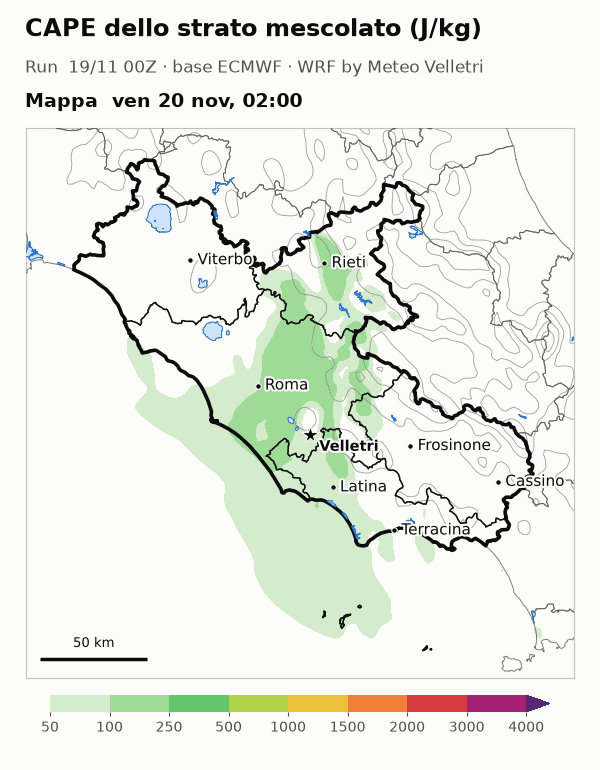 CAPE dello strato mescolato (J/kg)
Run  19/11 00Z · base ECMWF · WRF by Meteo Velletri
Mappa  ven 20 nov, 02:00
Viterbo
Rieti
Roma
Velletri
Frosinone
Latina
Cassino
Terracina
50 km
50 100 250 500 1000 1500 2000 3000 4000